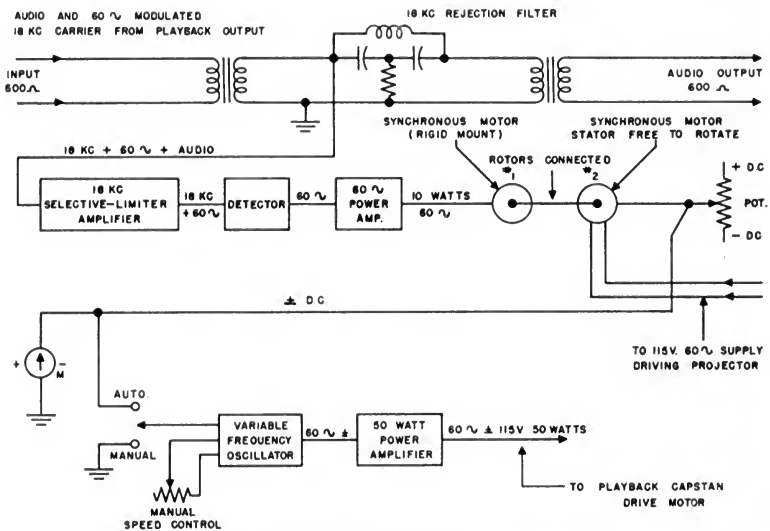 AUDIO AND 60∿ MODULATED
18 KC CARRIER FROM PLAYBACK OUTPUT
18 KC REJECTION FILTER
INPUT
600Ω
AUDIO OUTPUT
600 Ω
SYNCHRONOUS MOTOR
(RIGID MOUNT)
SYNCHRONOUS MOTOR
STATOR FREE TO ROTATE
18 KC + 60∿ + AUDIO
ROTORS CONNECTED
#1
#2
+ D.C
POT.
- DC
18 KC
SELECTIVE-LIMITER
AMPLIFIER
18 KC
+ 60∿
DETECTOR
60∿
60∿
POWER
AMP.
10 WATTS
60∿
± D.C
TO 115V. 60∿ SUPPLY
DRIVING PROJECTOR
+
-
M
AUTO.
MANUAL
VARIABLE
FREQUENCY
OSCILLATOR
60∿ ±
50 WATT
POWER
AMPLIFIER
60∿ ± 115V 50 WATTS
MANUAL
SPEED CONTROL
TO PLAYBACK CAPSTAN
DRIVE MOTOR